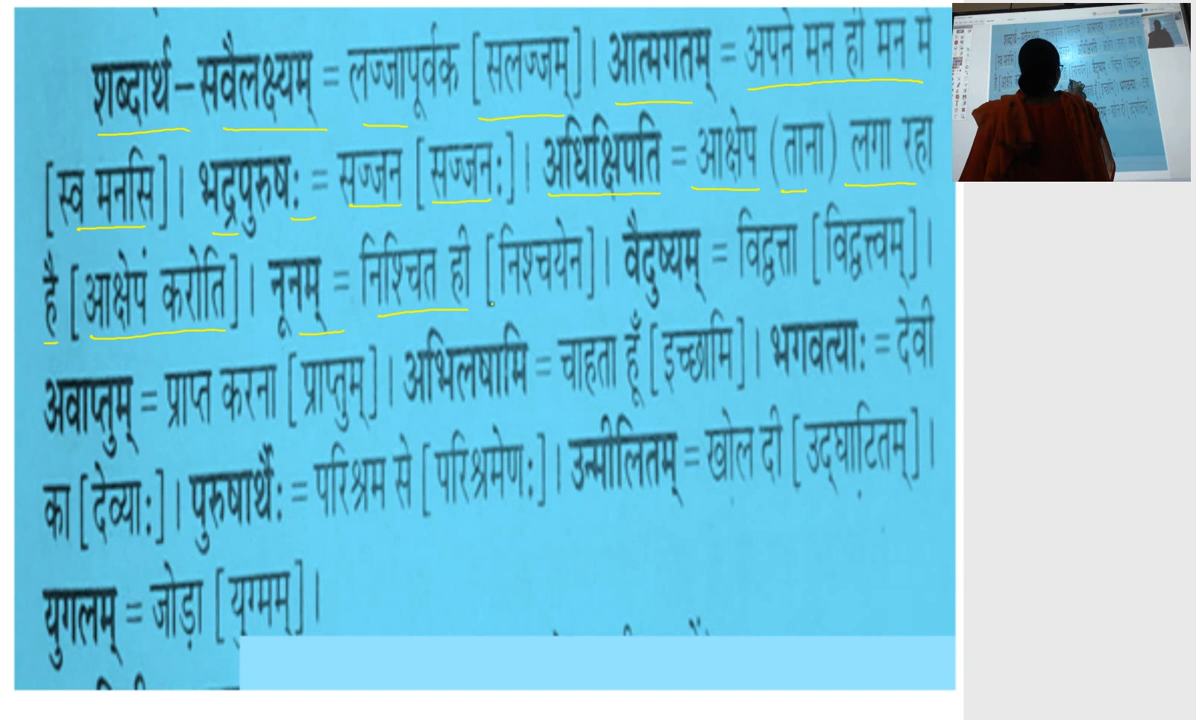 शब्दार्थ–सवैलक्ष्यम् = लज्जापूर्वक [सलज्जम्]। आत्मगतम् = अपने मन ही मन में
[स्व मनसि]। भद्रपुरुषः = सज्जन [सज्जनः]। अधिक्षिपति = आक्षेप (ताना) लगा रहा
है [आक्षेपं करोति]। नूनम् = निश्चित ही [निश्चयेन]। वैदुष्यम् = विद्वत्ता [विद्वत्त्वम्]।
अवाप्तुम् = प्राप्त करना [प्राप्तुम्]। अभिलषामि = चाहता हूँ [इच्छामि]। भगवत्याः = देवी
का [देव्याः]। पुरुषार्थैः = परिश्रम से [परिश्रमेणः]। उन्मीलितम् = खोल दी [उद्घाटितम्]।
युगलम् = जोड़ा [युग्मम्]।